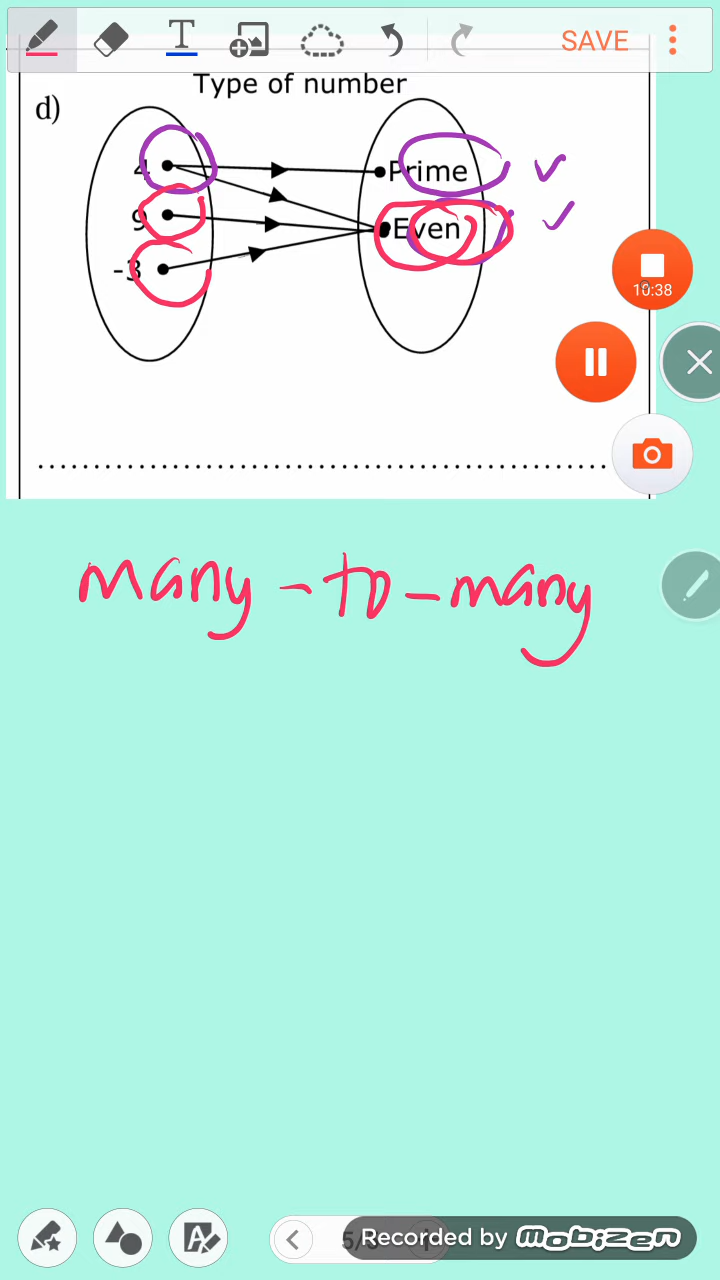 T
SAVE
Type of number
d)
4
Prime
9
Even
-3
10:38
many-to-many
A
Recorded by mobizen